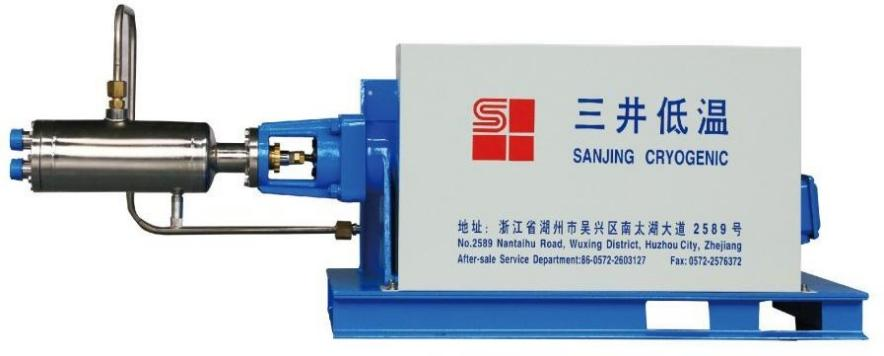 三井低温
SANJING CRYOGENIC
地址：浙江省湖州市吴兴区南太湖大道 2589 号
No.2589 Nantaihu Road, Wuxing District, Huzhou City, Zhejiang
After-sale Service Department:86-0572-2603127 Fax: 0572-2576372